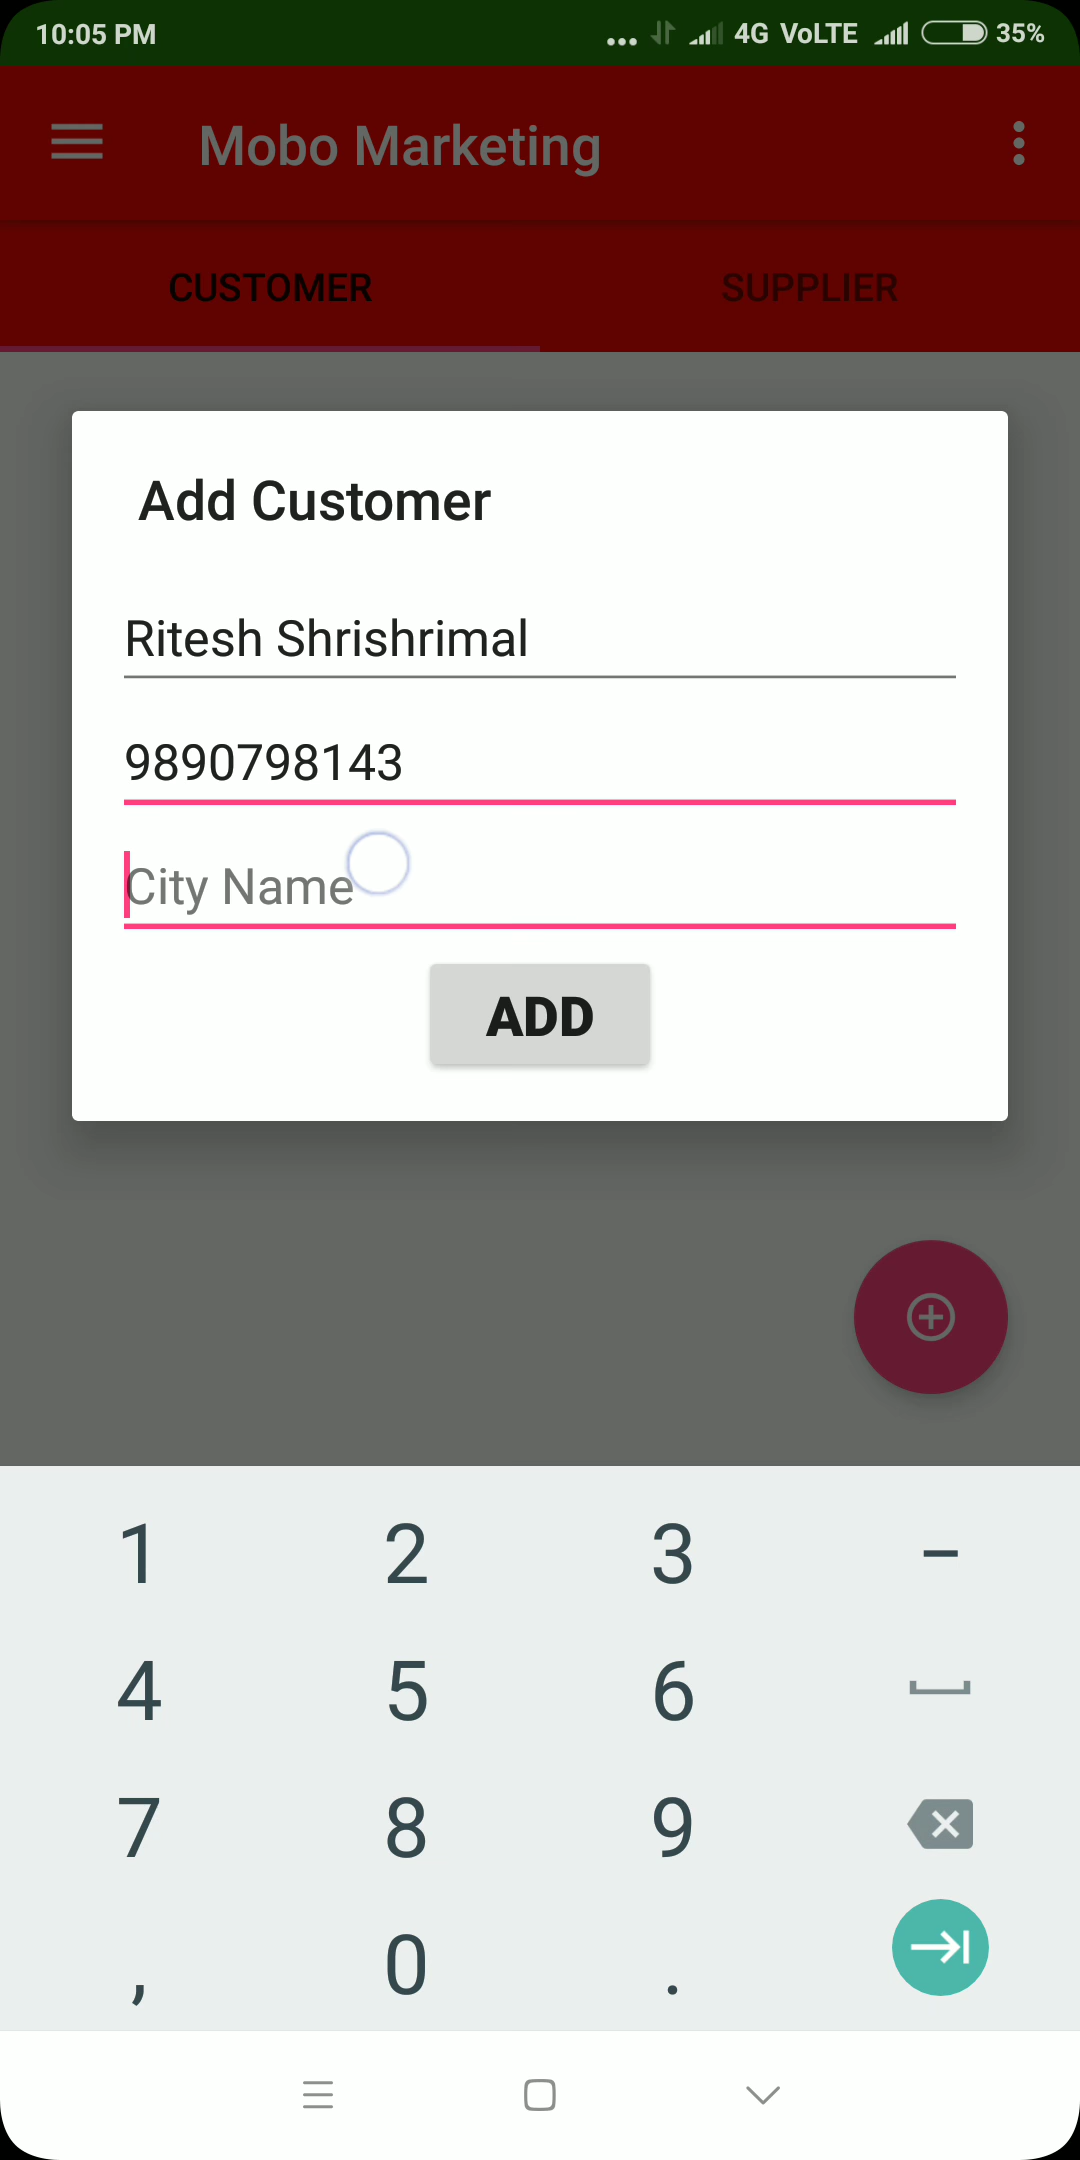 10:05 PM ... 4G VoLTE 35%
Mobo Marketing
CUSTOMER SUPPLIER
Add Customer
Ritesh Shrishrimal
9890798143
City Name
ADD
1 2 3 –
4 5 6
7 8 9
, 0 .